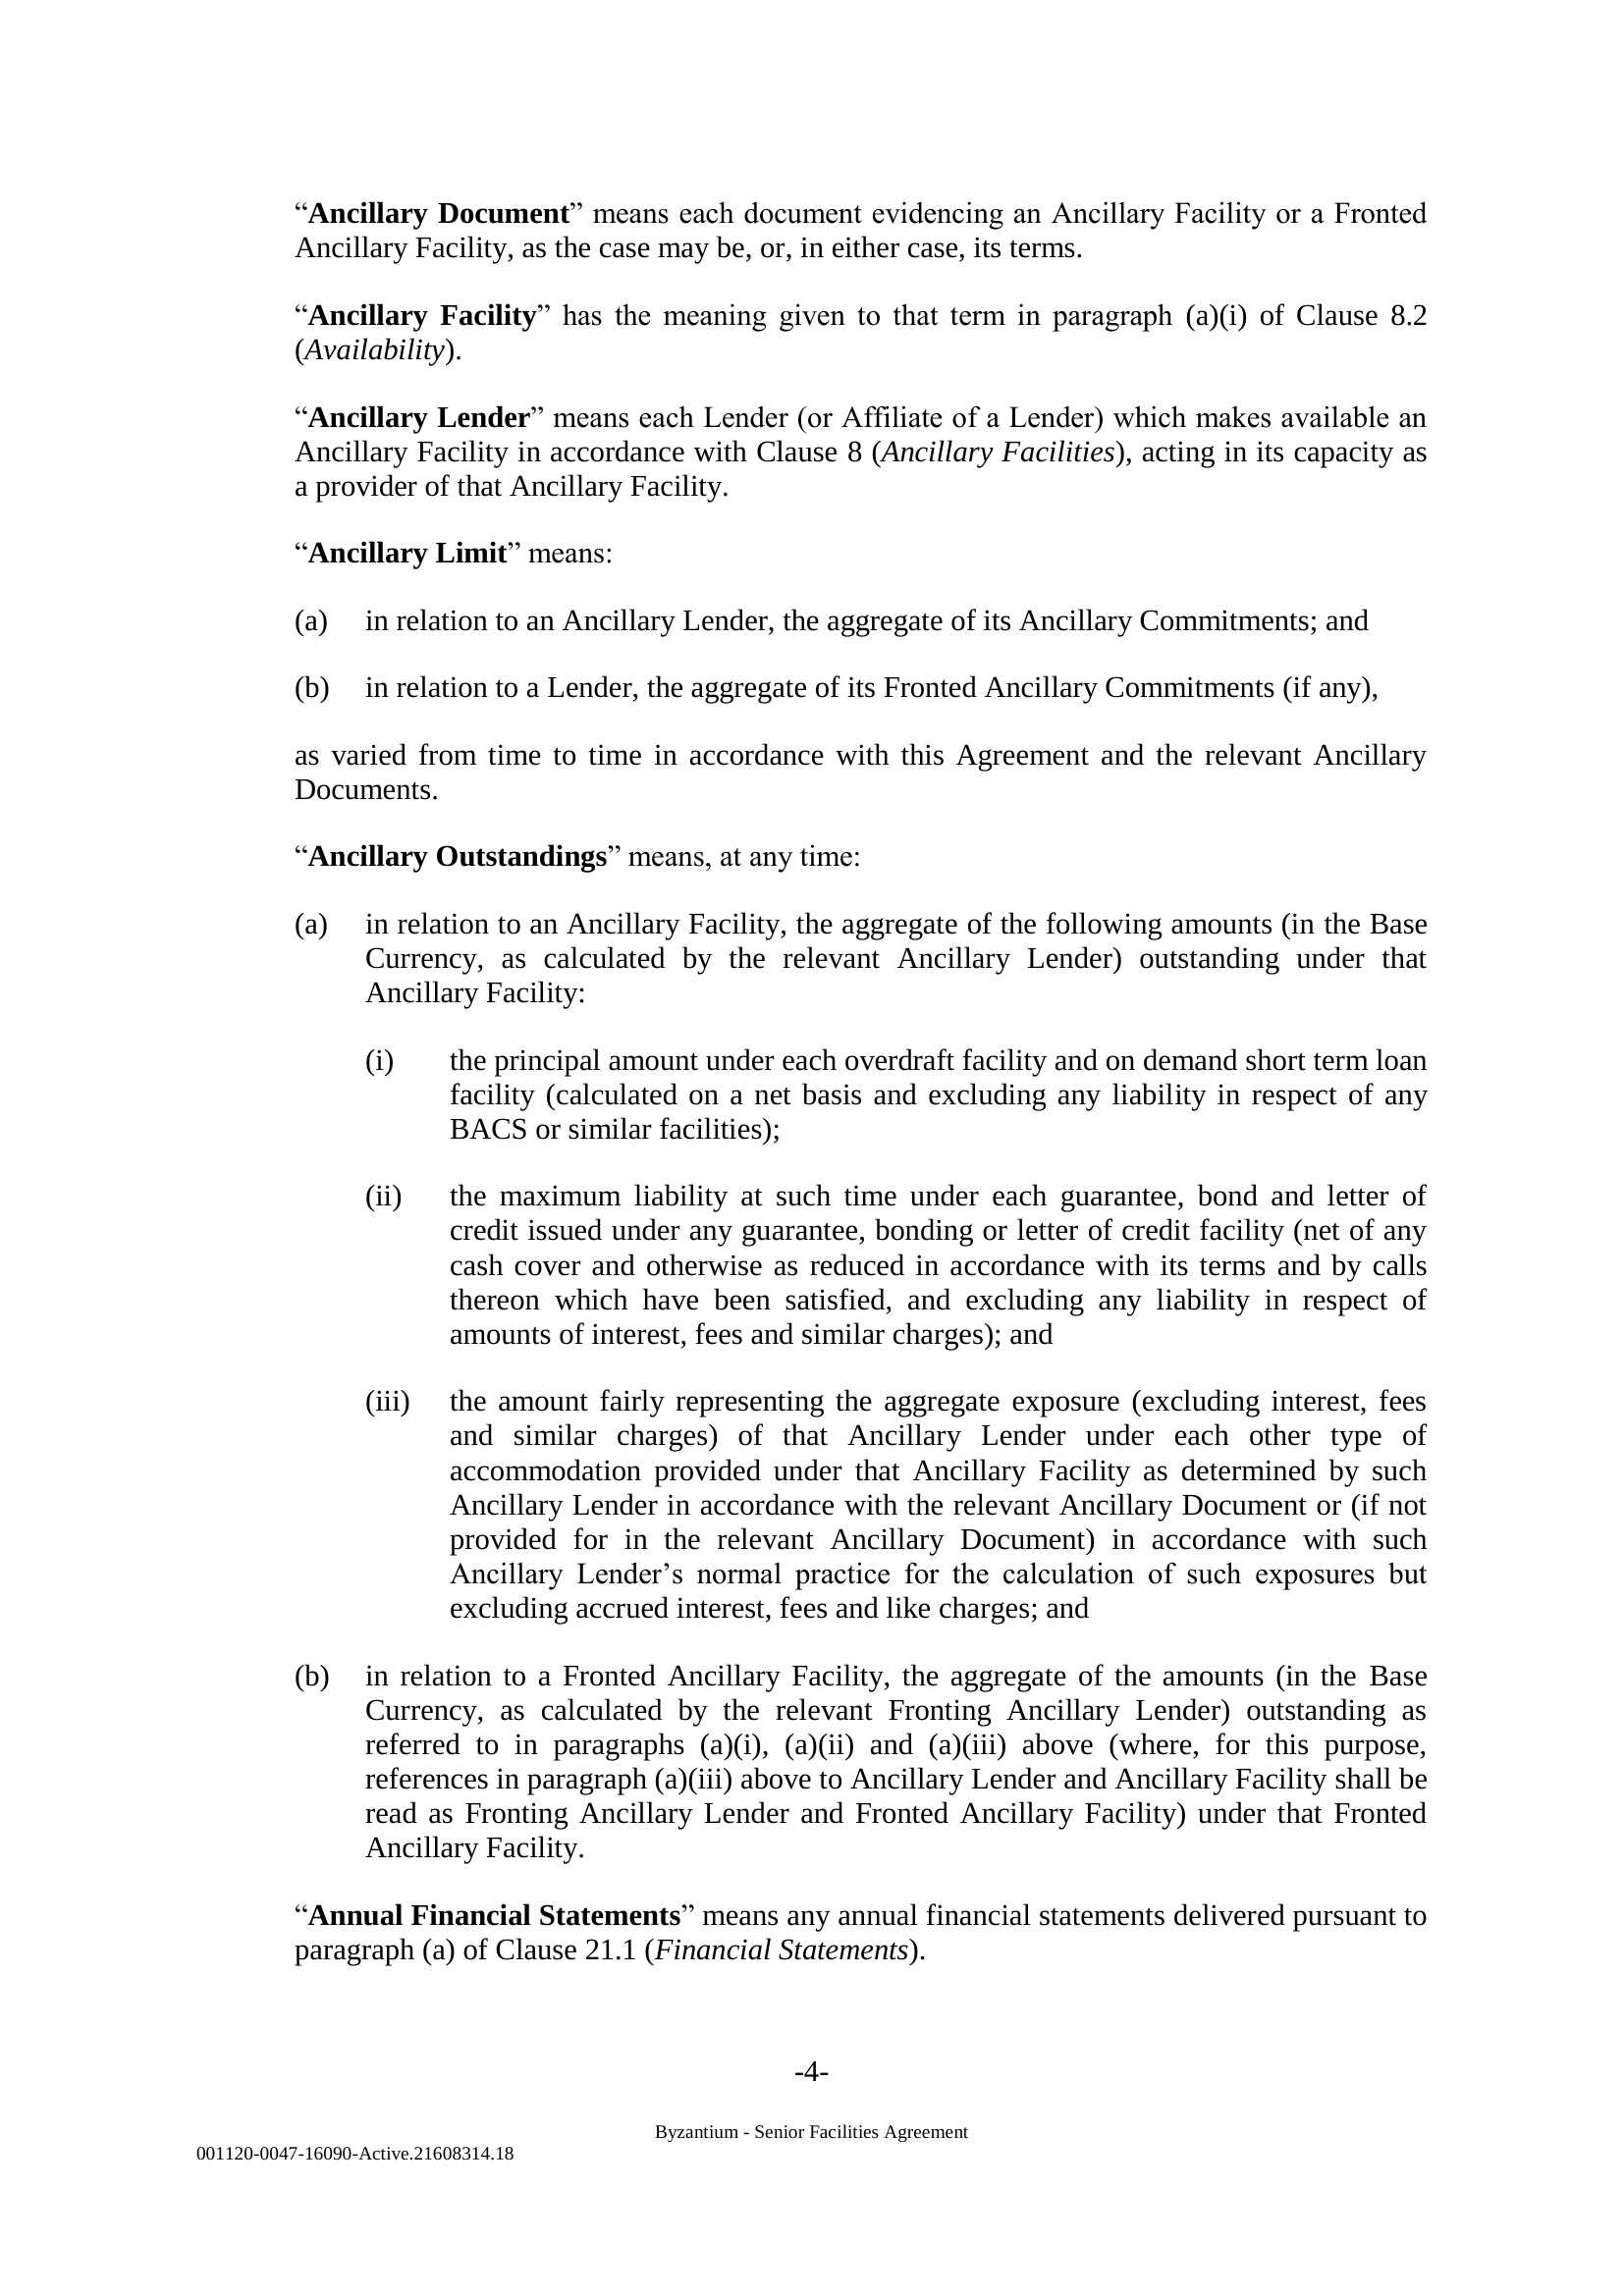 “Ancillary Document” means each document evidencing an Ancillary Facility or a Fronted
Ancillary Facility, as the case may be, or, in either case, its terms.
“Ancillary Facility” has the meaning given to that term in paragraph (a)(i) of Clause 8.2
(Availability).
“Ancillary Lender” means each Lender (or Affiliate of a Lender) which makes available an
Ancillary Facility in accordance with Clause 8 (Ancillary Facilities), acting in its capacity as
a provider of that Ancillary Facility.
“Ancillary Limit” means:
(a) in relation to an Ancillary Lender, the aggregate of its Ancillary Commitments; and
(b) in relation to a Lender, the aggregate of its Fronted Ancillary Commitments (if any),
as varied from time to time in accordance with this Agreement and the relevant Ancillary
Documents.
“Ancillary Outstandings” means, at any time:
(a) in relation to an Ancillary Facility, the aggregate of the following amounts (in the Base
Currency, as calculated by the relevant Ancillary Lender) outstanding under that
Ancillary Facility:
(i) the principal amount under each overdraft facility and on demand short term loan
facility (calculated on a net basis and excluding any liability in respect of any
BACS or similar facilities);
(ii) the maximum liability at such time under each guarantee, bond and letter of
credit issued under any guarantee, bonding or letter of credit facility (net of any
cash cover and otherwise as reduced in accordance with its terms and by calls
thereon which have been satisfied, and excluding any liability in respect of
amounts of interest, fees and similar charges); and
(iii) the amount fairly representing the aggregate exposure (excluding interest, fees
and similar charges) of that Ancillary Lender under each other type of
accommodation provided under that Ancillary Facility as determined by such
Ancillary Lender in accordance with the relevant Ancillary Document or (if not
provided for in the relevant Ancillary Document) in accordance with such
Ancillary Lender’s normal practice for the calculation of such exposures but
excluding accrued interest, fees and like charges; and
(b) in relation to a Fronted Ancillary Facility, the aggregate of the amounts (in the Base
Currency, as calculated by the relevant Fronting Ancillary Lender) outstanding as
referred to in paragraphs (a)(i), (a)(ii) and (a)(iii) above (where, for this purpose,
references in paragraph (a)(iii) above to Ancillary Lender and Ancillary Facility shall be
read as Fronting Ancillary Lender and Fronted Ancillary Facility) under that Fronted
Ancillary Facility.
“Annual Financial Statements” means any annual financial statements delivered pursuant to
paragraph (a) of Clause 21.1 (Financial Statements).
-4-
Byzantium - Senior Facilities Agreement
001120-0047-16090-Active.21608314.18